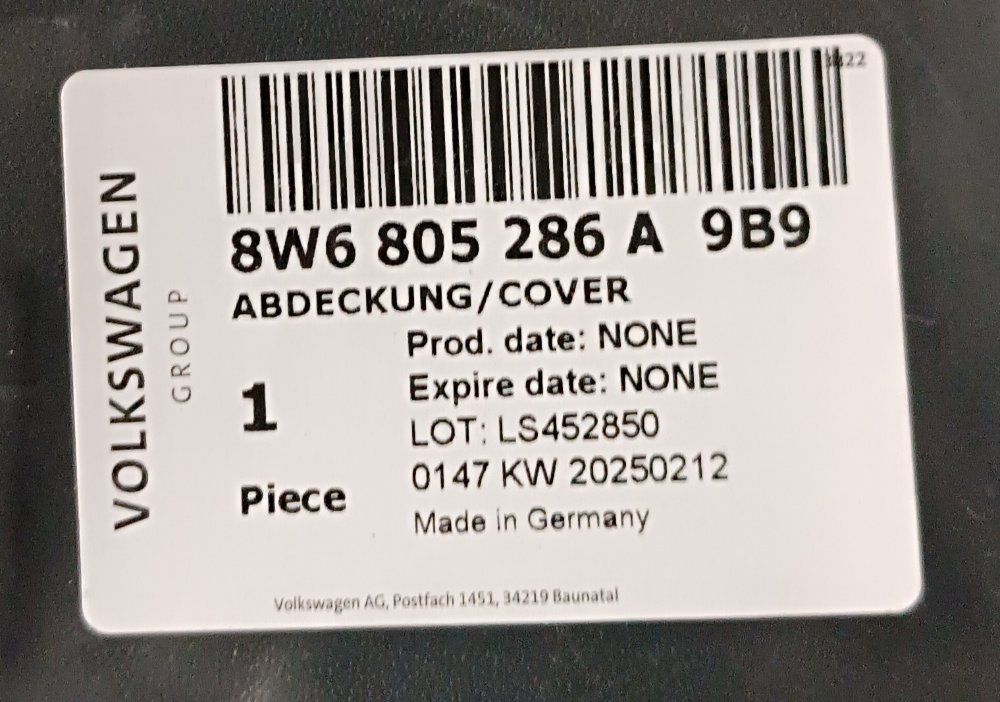 8W6 805 286 A 9B9
ABDECKUNG/COVER
Prod. date: NONE
Expire date: NONE
LOT: LS452850
0147 KW 20250212
Made in Germany
1
Piece
VOLKSWAGEN
GROUP
Volkswagen AG, Postfach 1451, 34219 Baunatal